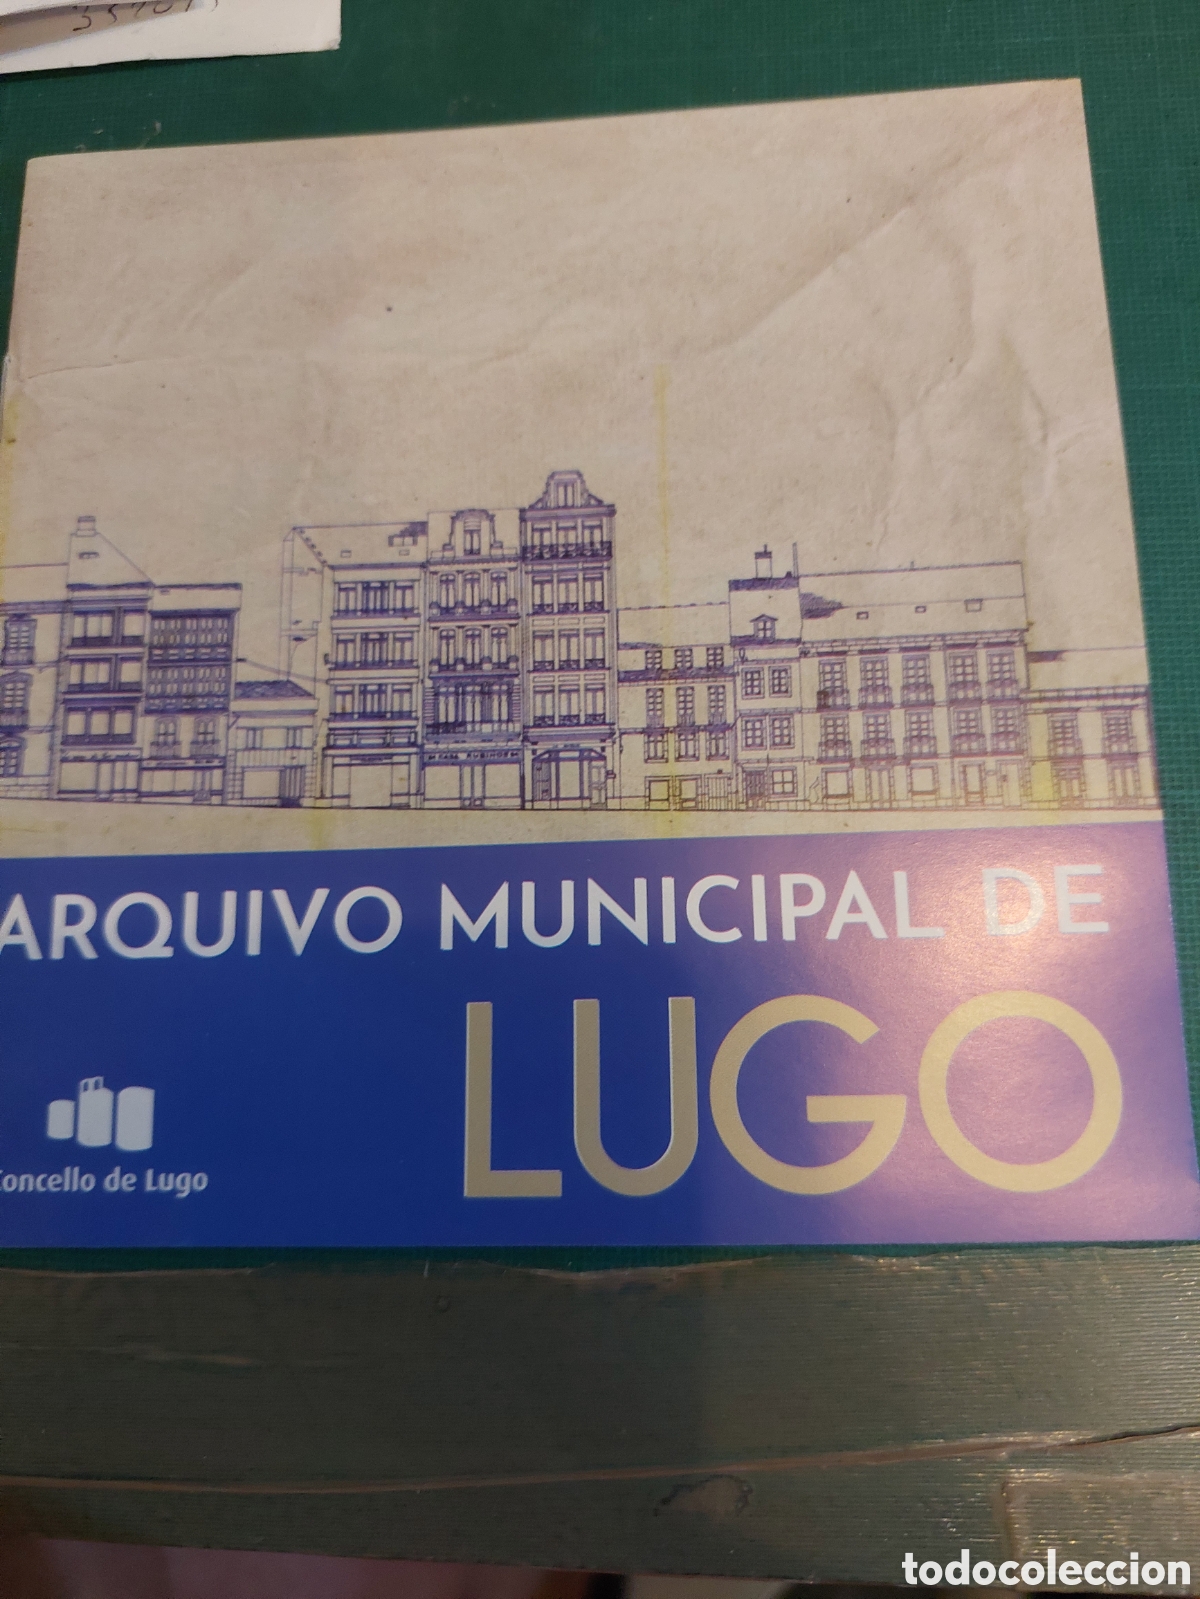 ARQUIVO MUNICIPAL DE
LUGO
Concello de Lugo
todocoleccion